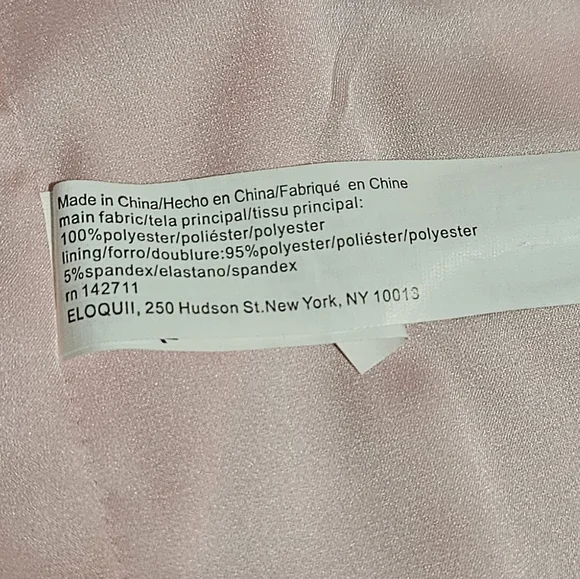 Made in China/Hecho en China/Fabriqué en Chine
main fabric/tela principal/tissu principal:
100%polyester/poliéster/polyester
lining/forro/doublure:95%polyester/poliéster/polyester
5%spandex/elastano/spandex
rn 142711
ELOQUII, 250 Hudson St.New York, NY 10013